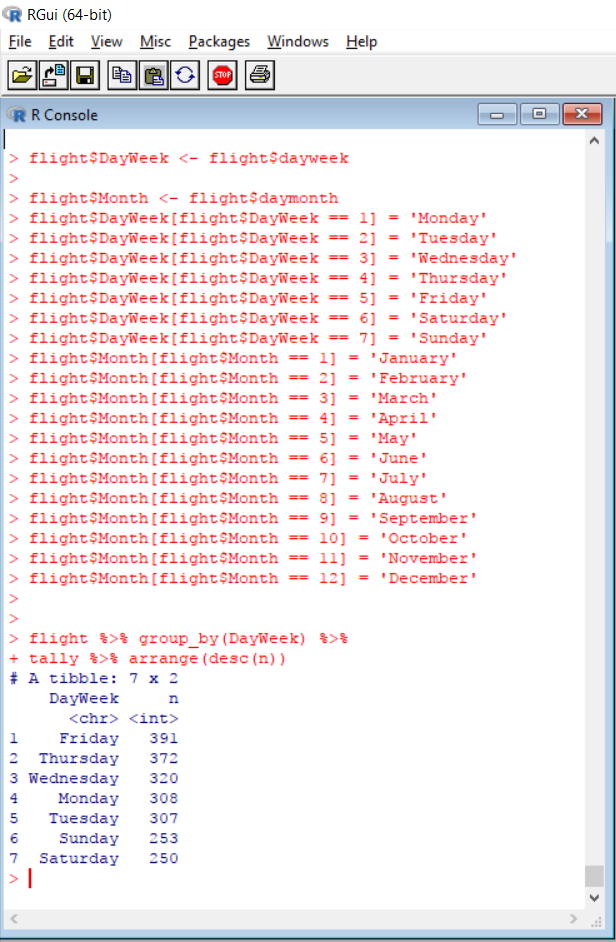 RGui (64-bit)
File Edit View Misc Packages Windows Help
STOP
R Console
> flight$DayWeek <- flight$dayweek
>
> flight$Month <- flight$daymonth
> flight$DayWeek[flight$DayWeek == 1] = 'Monday'
> flight$DayWeek[flight$DayWeek == 2] = 'Tuesday'
> flight$DayWeek[flight$DayWeek == 3] = 'Wednesday'
> flight$DayWeek[flight$DayWeek == 4] = 'Thursday'
> flight$DayWeek[flight$DayWeek == 5] = 'Friday'
> flight$DayWeek[flight$DayWeek == 6] = 'Saturday'
> flight$DayWeek[flight$DayWeek == 7] = 'Sunday'
> flight$Month[flight$Month == 1] = 'January'
> flight$Month[flight$Month == 2] = 'February'
> flight$Month[flight$Month == 3] = 'March'
> flight$Month[flight$Month == 4] = 'April'
> flight$Month[flight$Month == 5] = 'May'
> flight$Month[flight$Month == 6] = 'June'
> flight$Month[flight$Month == 7] = 'July'
> flight$Month[flight$Month == 8] = 'August'
> flight$Month[flight$Month == 9] = 'September'
> flight$Month[flight$Month == 10] = 'October'
> flight$Month[flight$Month == 11] = 'November'
> flight$Month[flight$Month == 12] = 'December'
>
>
> flight %>% group_by(DayWeek) %>%
+ tally %>% arrange(desc(n))
# A tibble: 7 x 2
DayWeek n
<chr> <int>
1 Friday 391
2 Thursday 372
3 Wednesday 320
4 Monday 308
5 Tuesday 307
6 Sunday 253
7 Saturday 250
>